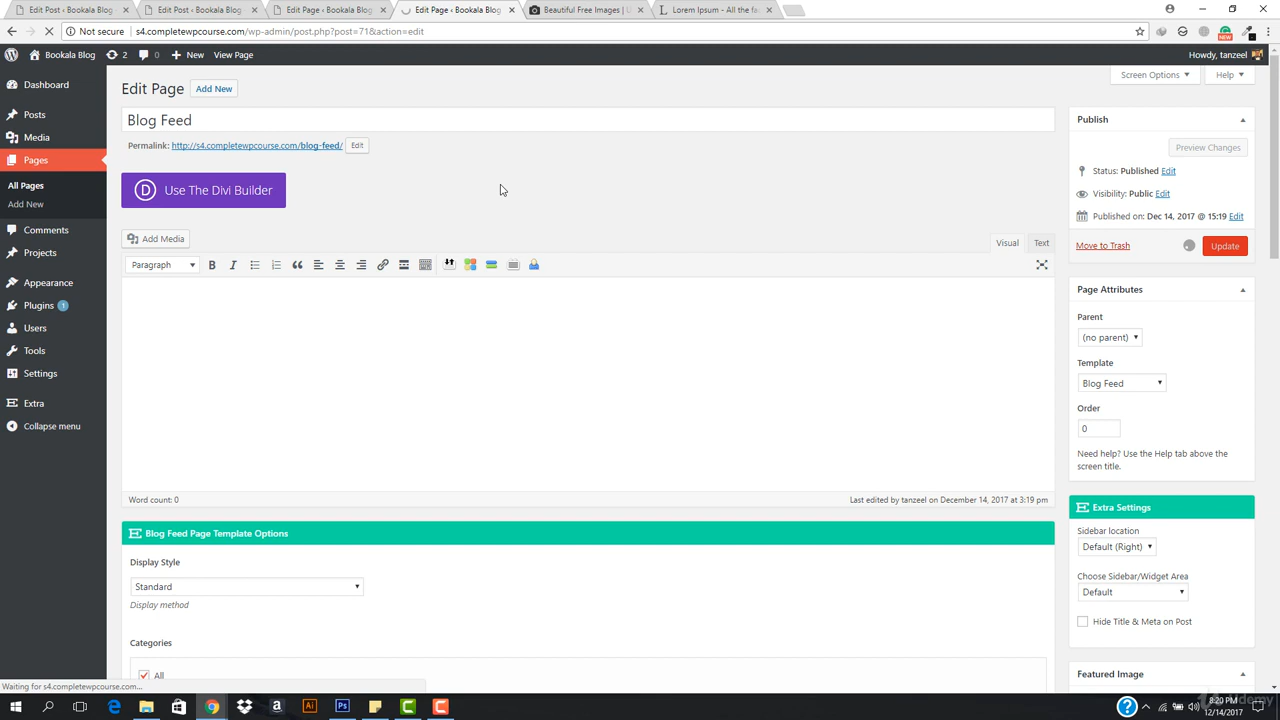 Edit Post ‹ Bookala Blog
Edit Post ‹ Bookala Blog
Edit Page ‹ Bookala Blog
Edit Page ‹ Bookala Blog
Beautiful Free Images | U
Lorem Ipsum - All the fa
Not secure s4.completewpcourse.com/wp-admin/post.php?post=71&action=edit
NEW
Bookala Blog 2 0 + New View Page
Howdy, tanzeel
Dashboard
Posts
Media
Pages
All Pages
Add New
Comments
Projects
Appearance
Plugins 1
Users
Tools
Settings
Extra
Collapse menu
Screen Options Help
Edit Page Add New
Blog Feed
Permalink: http://s4.completewpcourse.com/blog-feed/ Edit
D Use The Divi Builder
Add Media
Visual Text
Paragraph B I
Word count: 0
Last edited by tanzeel on December 14, 2017 at 3:19 pm
Blog Feed Page Template Options
Display Style
Standard
Display method
Categories
All
Publish
Preview Changes
Status: Published Edit
Visibility: Public Edit
Published on: Dec 14, 2017 @ 15:19 Edit
Move to Trash Update
Page Attributes
Parent
(no parent)
Template
Blog Feed
Order
0
Need help? Use the Help tab above the
screen title.
Extra Settings
Sidebar location
Default (Right)
Choose Sidebar/Widget Area
Default
Hide Title & Meta on Post
Featured Image
Waiting for s4.completewpcourse.com...
Udemy
8:20 PM
12/14/2017